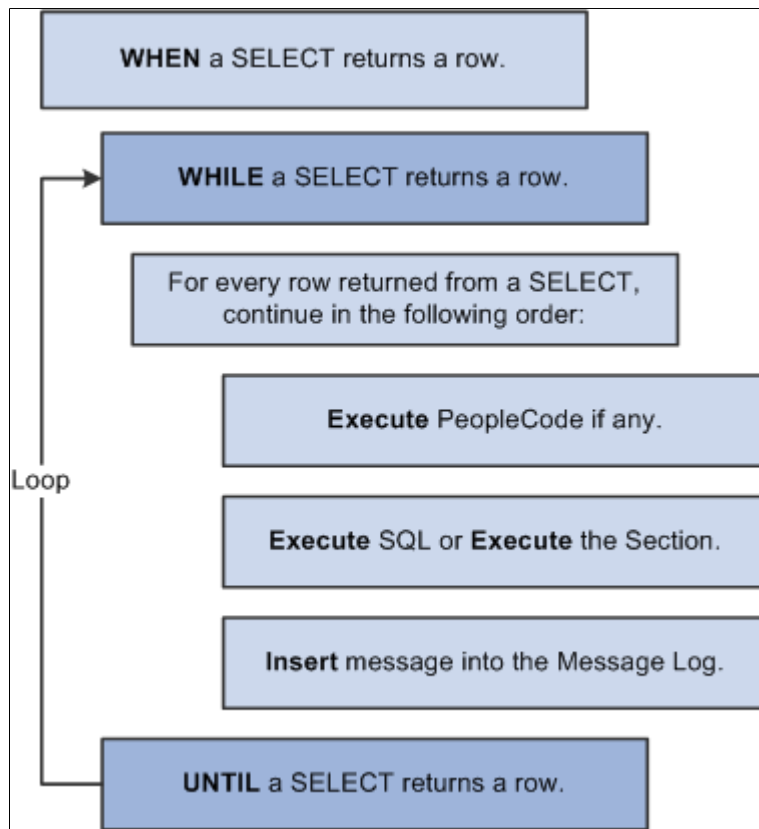 WHEN a SELECT returns a row.
WHILE a SELECT returns a row.
For every row returned from a SELECT,
continue in the following order:
Execute PeopleCode if any.
Loop
Execute SQL or Execute the Section.
Insert message into the Message Log.
UNTIL a SELECT returns a row.